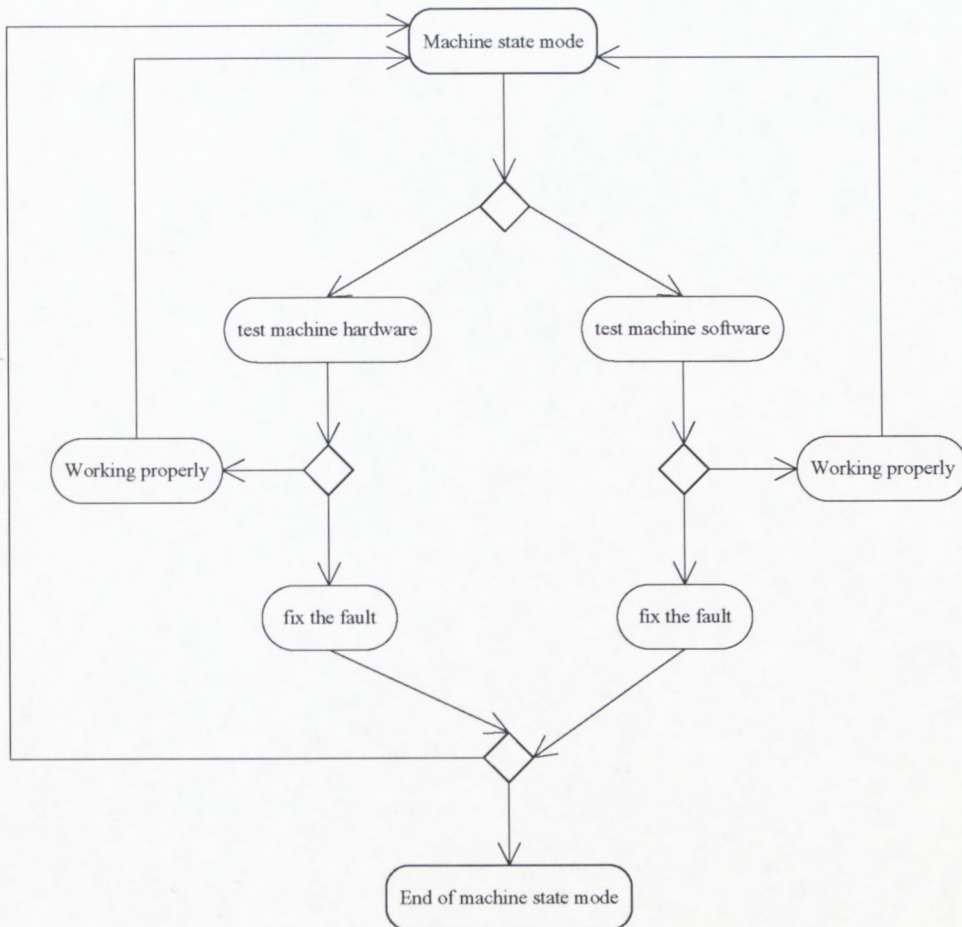 Machine state mode
test machine hardware
test machine software
Working properly
Working properly
fix the fault
fix the fault
End of machine state mode